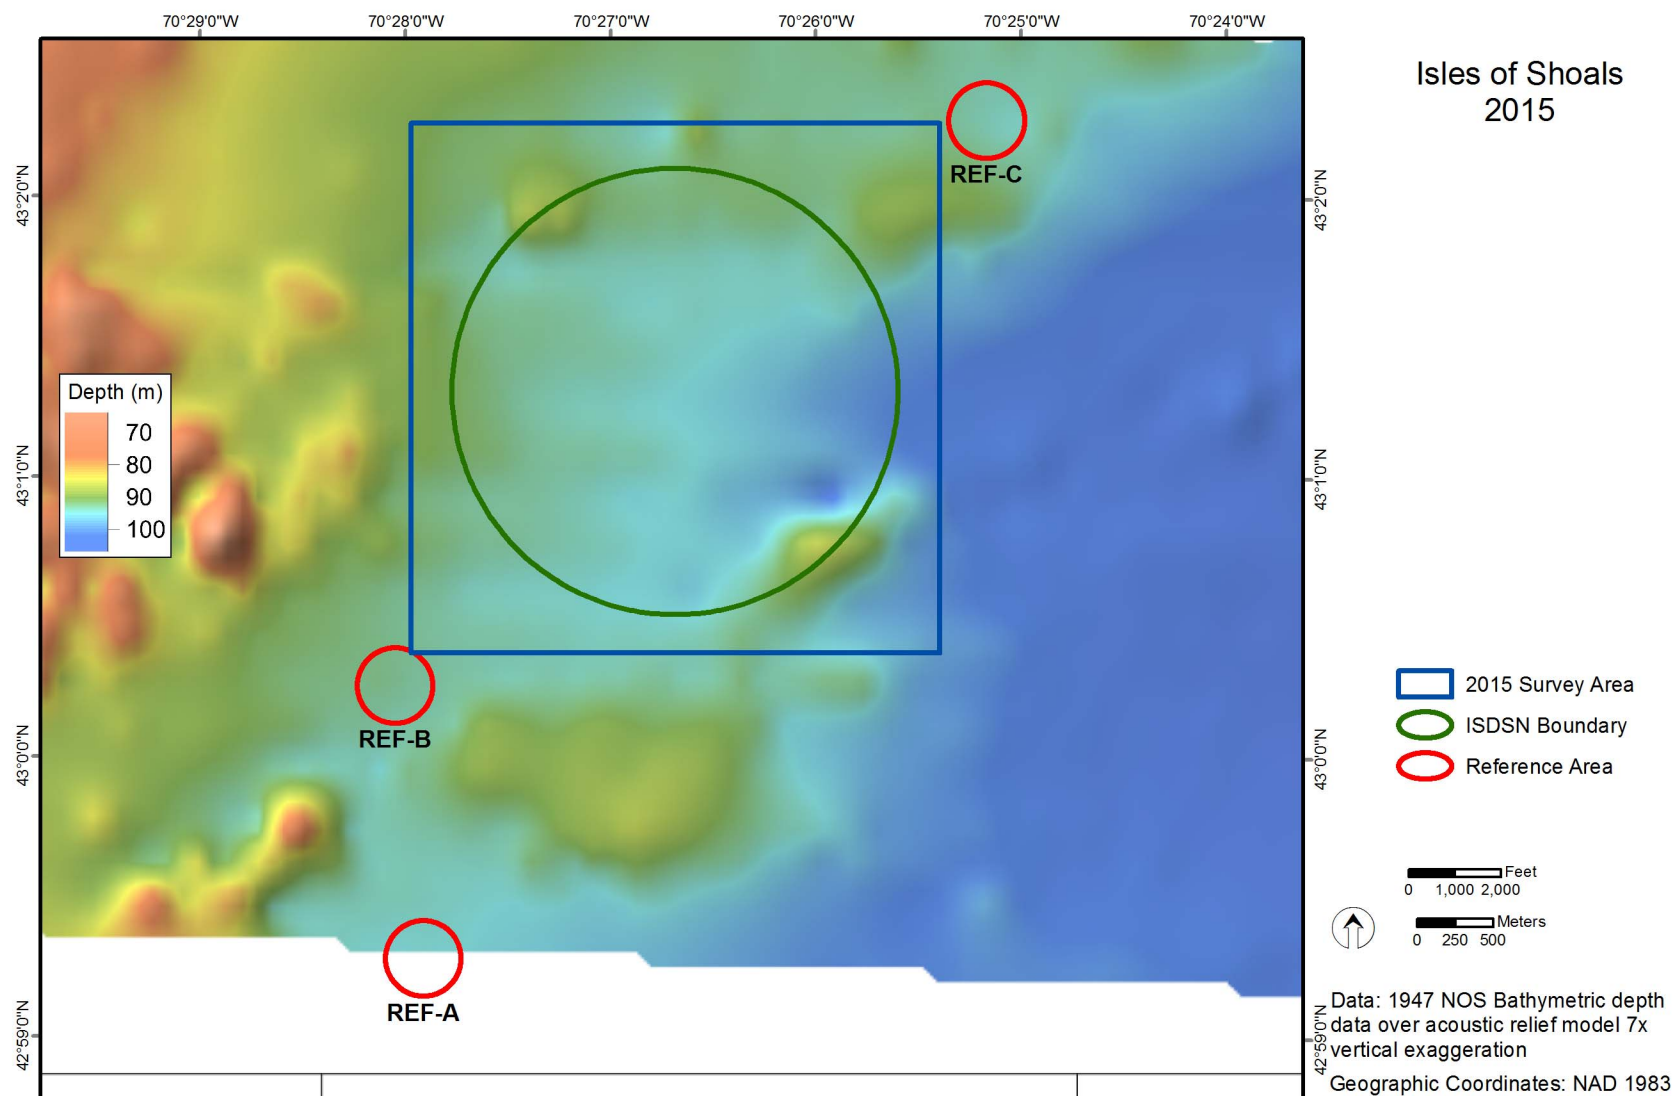 70°29'0"W 70°28'0"W 70°27'0"W 70°26'0"W 70°25'0"W 70°24'0"W
Isles of Shoals
2015
REF-C
43°2'0"N 43°2'0"N
Depth (m)
70
80
90
100
43°1'0"N 43°1'0"N
REF-B
2015 Survey Area
ISDSN Boundary
Reference Area
43°0'0"N 43°0'0"N
Feet
0 1,000 2,000
Meters
0 250 500
REF-A
42°59'0"N 42°59'0"N
Data: 1947 NOS Bathymetric depth
data over acoustic relief model 7x
vertical exaggeration
Geographic Coordinates: NAD 1983